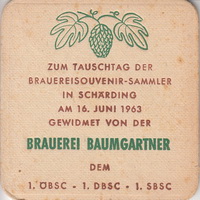 ZUM TAUSCHTAG DER
BRAUEREISOUVENIR-SAMMLER
IN SCHÄRDING
AM 16. JUNI 1963
GEWIDMET VON DER
BRAUEREI BAUMGARTNER
DEM
1. ÖBSC - 1. DBSC - 1. SBSC